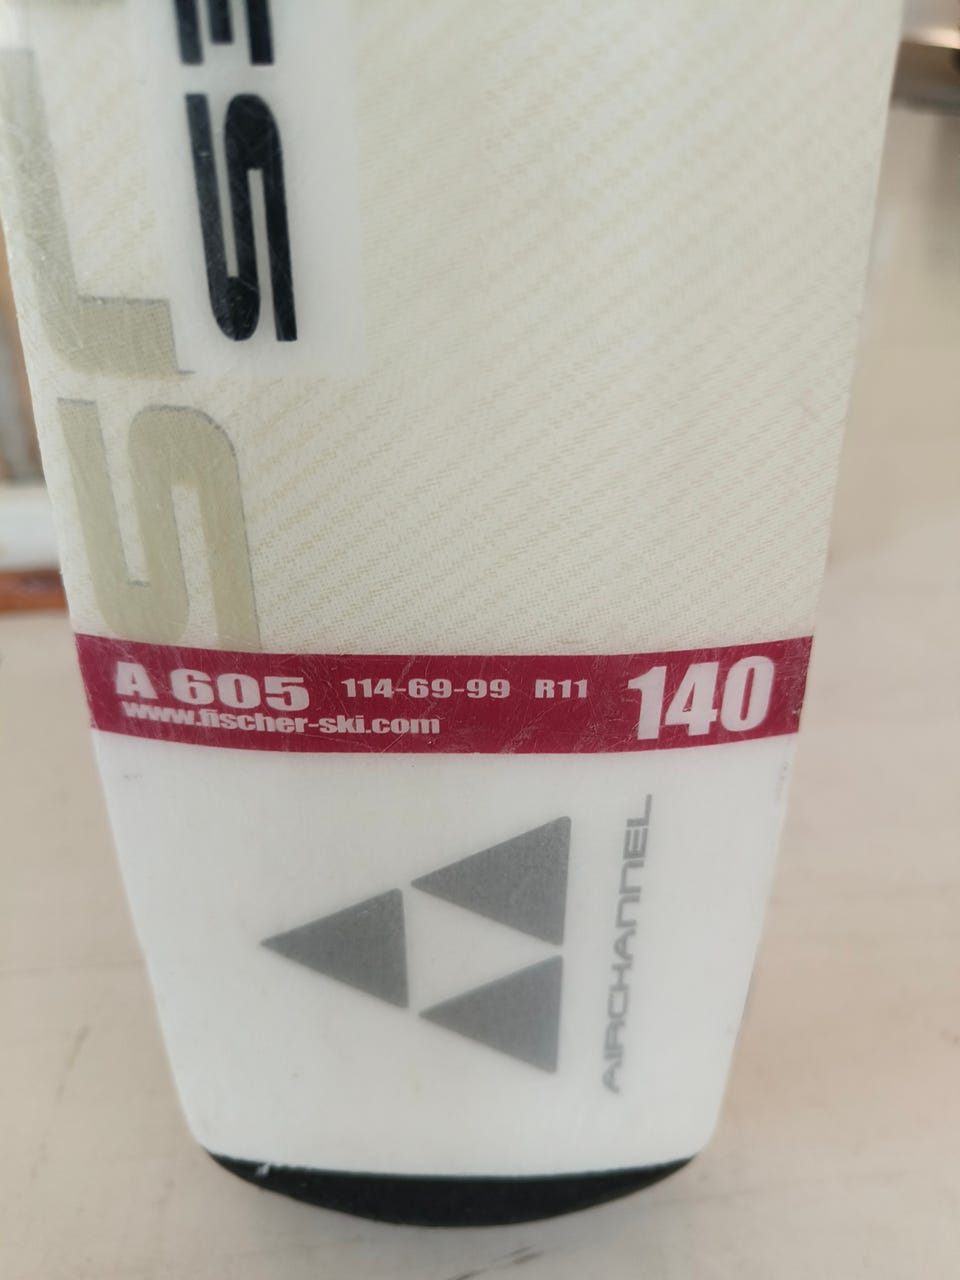 A 605 114-69-99 R11 140
www.fischer-ski.com
AIRCHANNEL